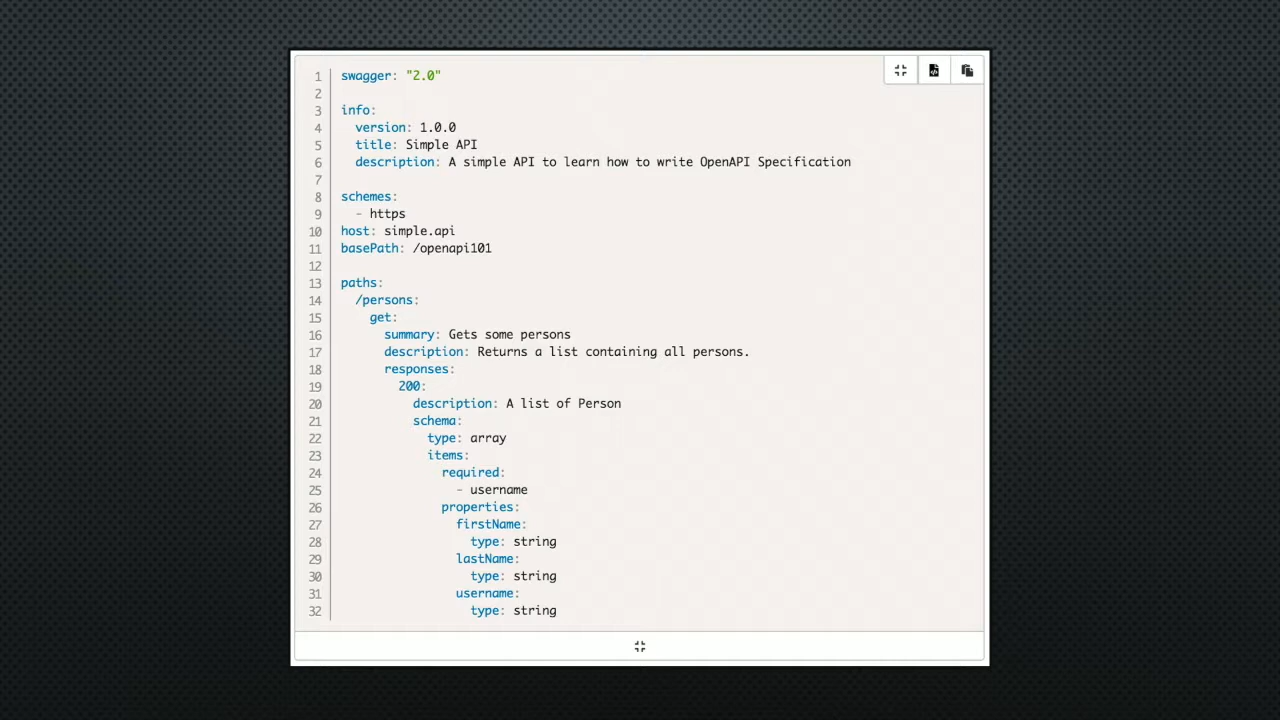 1 swagger: "2.0"
2
3 info:
4   version: 1.0.0
5   title: Simple API
6   description: A simple API to learn how to write OpenAPI Specification
7
8 schemes:
9   - https
10 host: simple.api
11 basePath: /openapi101
12
13 paths:
14   /persons:
15     get:
16       summary: Gets some persons
17       description: Returns a list containing all persons.
18       responses:
19         200:
20           description: A list of Person
21           schema:
22             type: array
23             items:
24               required:
25                 - username
26               properties:
27                 firstName:
28                   type: string
29                 lastName:
30                   type: string
31                 username:
32                   type: string